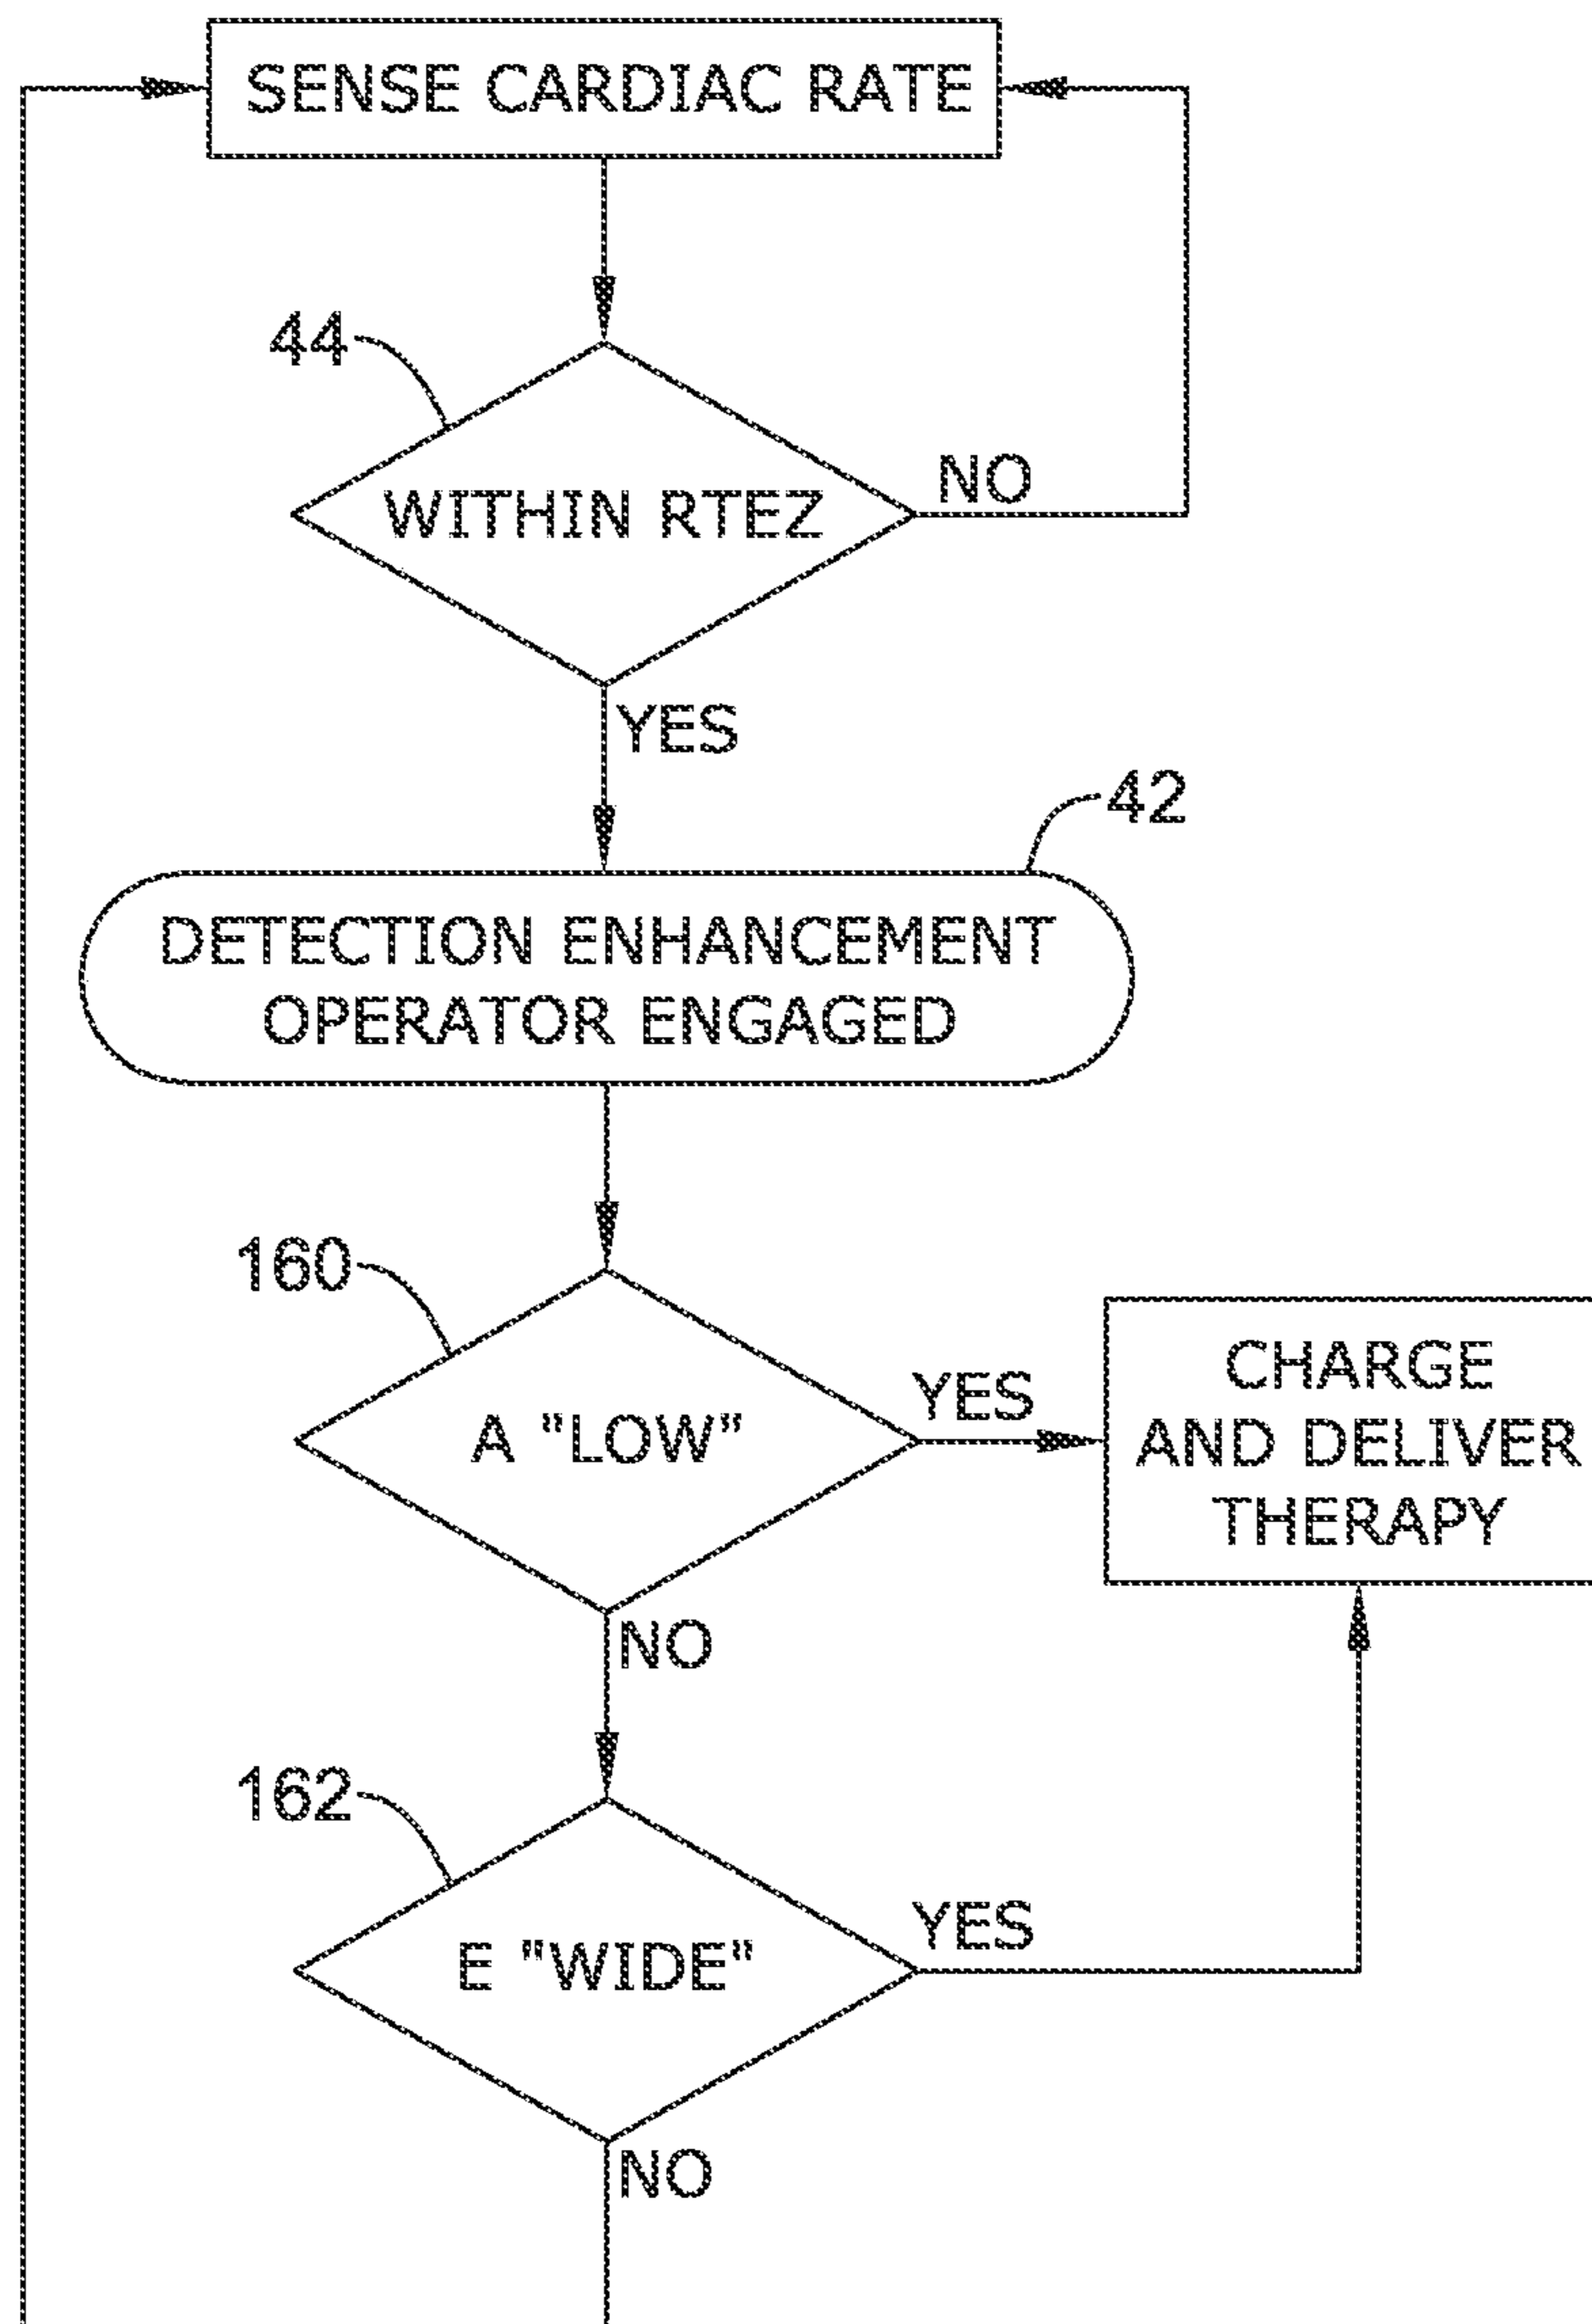 SENSE CARDIAC RATE
44
WITHIN RTEZ
NO
YES
42
DETECTION ENHANCEMENT
OPERATOR ENGAGED
160
A "LOW"
YES
CHARGE
AND DELIVER
THERAPY
NO
162
E "WIDE"
YES
NO